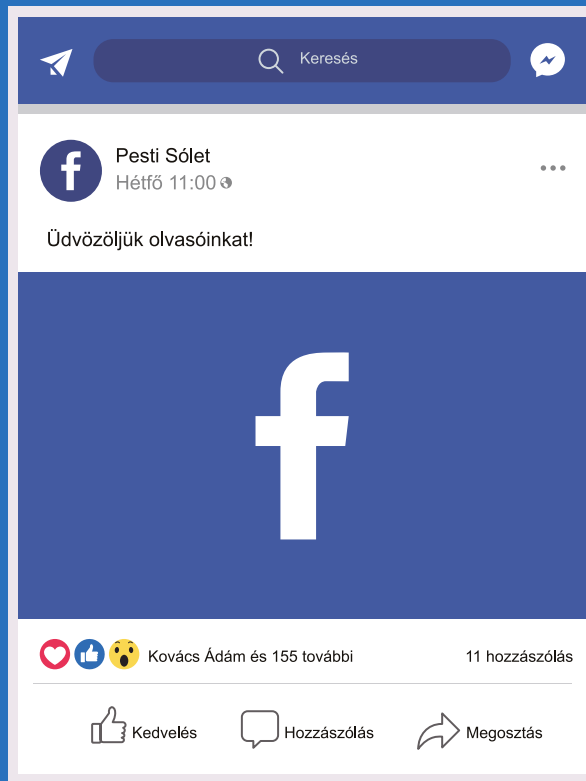 Keresés
Pesti Sólet
Hétfő 11:00
Üdvözöljük olvasóinkat!
Kovács Ádám és 155 további
11 hozzászólás
Kedvelés
Hozzászólás
Megosztás